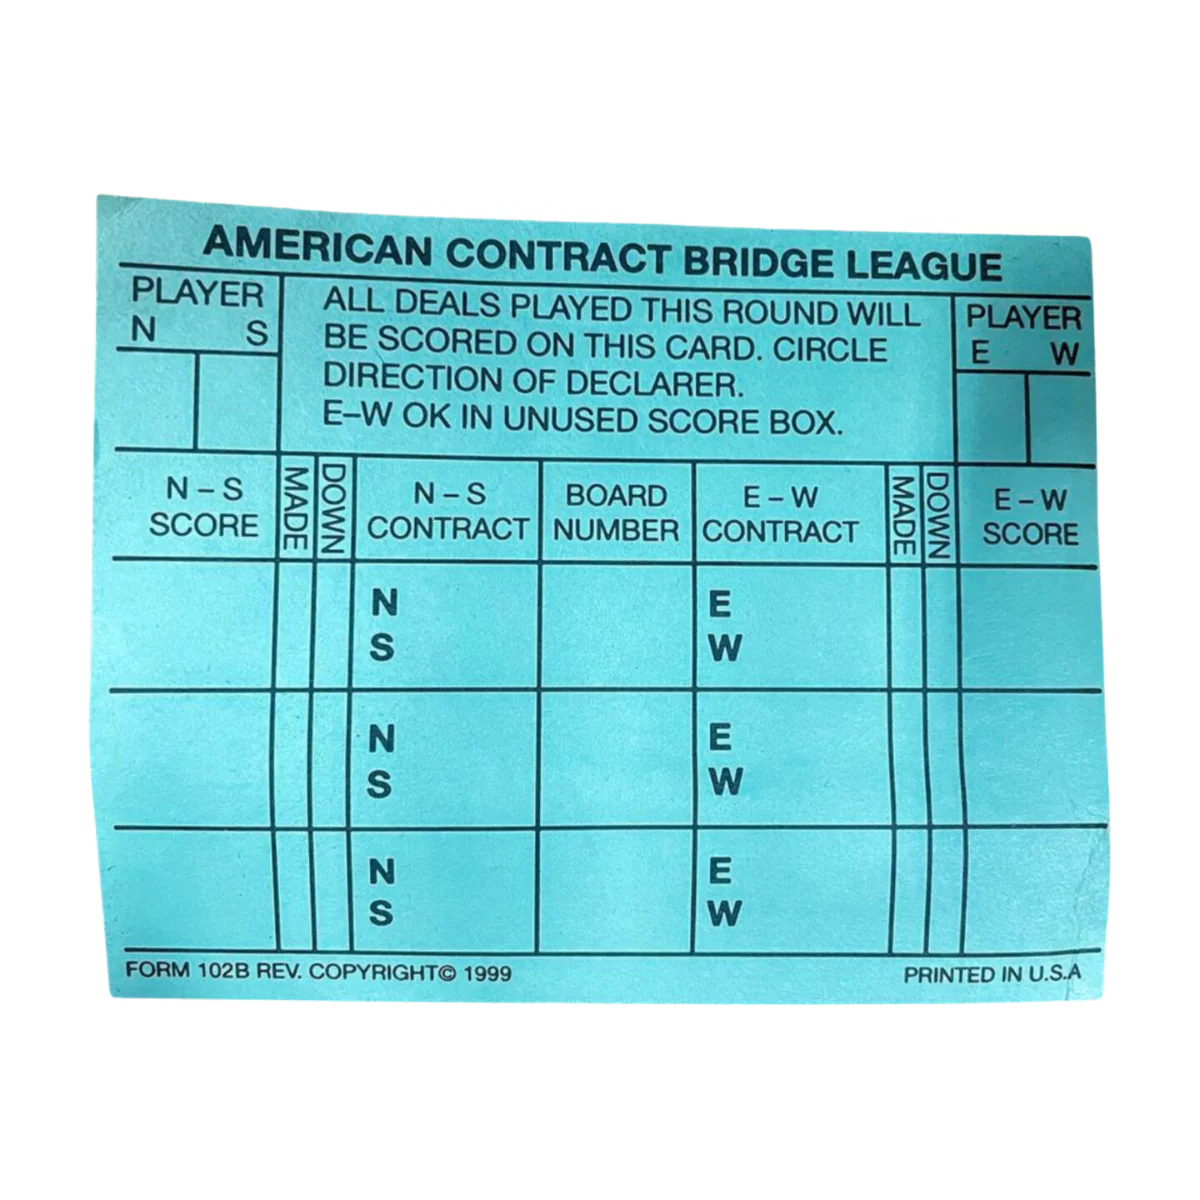 AMERICAN CONTRACT BRIDGE LEAGUE
PLAYER
N S
ALL DEALS PLAYED THIS ROUND WILL
BE SCORED ON THIS CARD. CIRCLE
DIRECTION OF DECLARER.
E–W OK IN UNUSED SCORE BOX.
PLAYER
E W
N – S
SCORE
MADE
DOWN
N – S
CONTRACT
BOARD
NUMBER
E – W
CONTRACT
MADE
DOWN
E – W
SCORE
N
S
E
W
N
S
E
W
N
S
E
W
FORM 102B REV. COPYRIGHT© 1999
PRINTED IN U.S.A